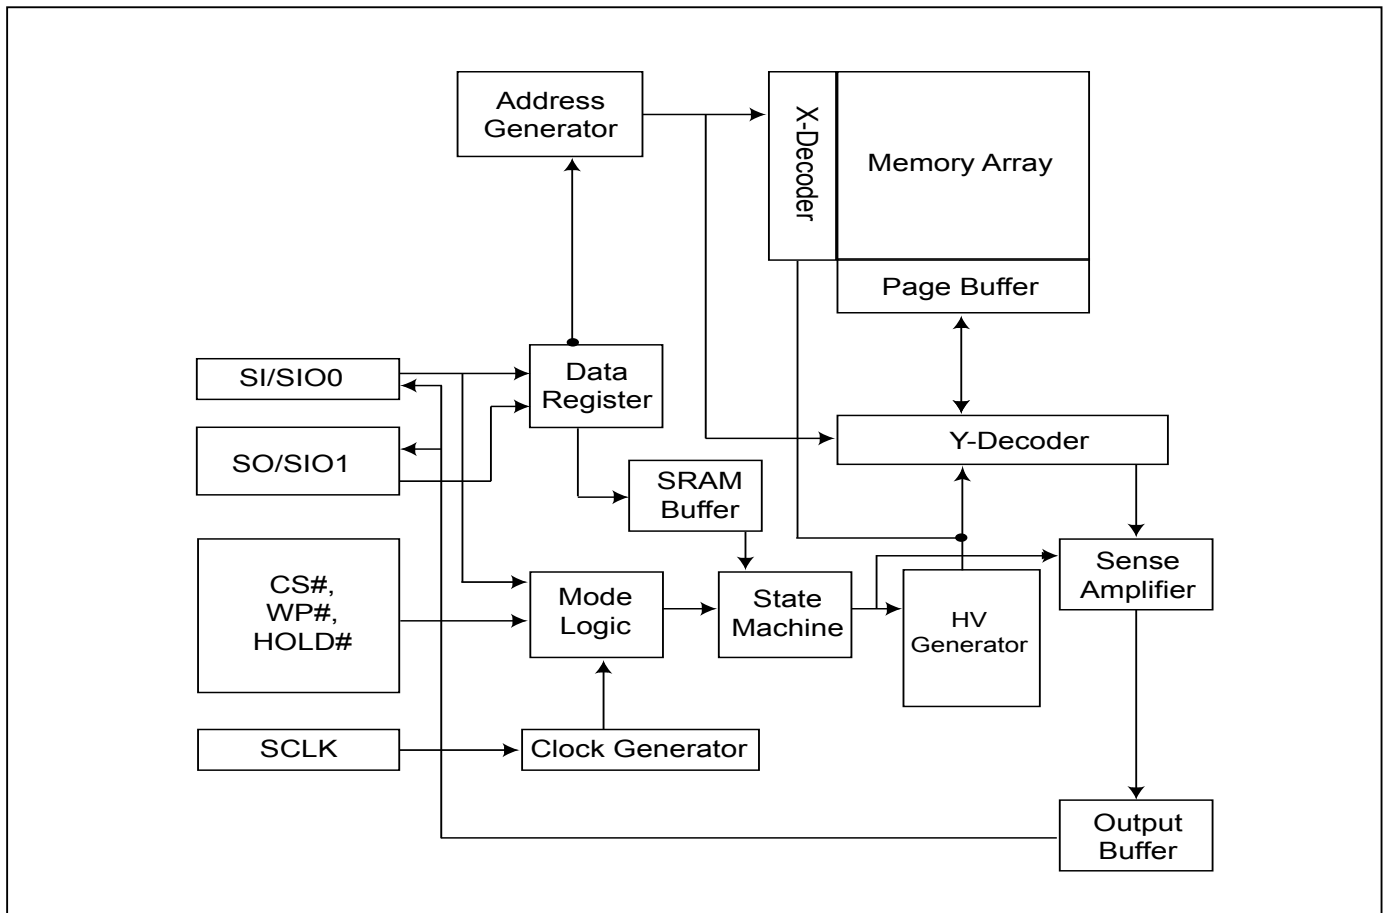 Address
Generator
X-Decoder
Memory Array
Page Buffer
SI/SIO0
Data
Register
SO/SIO1
Y-Decoder
SRAM
Buffer
CS#,
WP#,
HOLD#
Mode
Logic
State
Machine
HV
Generator
Sense
Amplifier
SCLK
Clock Generator
Output
Buffer